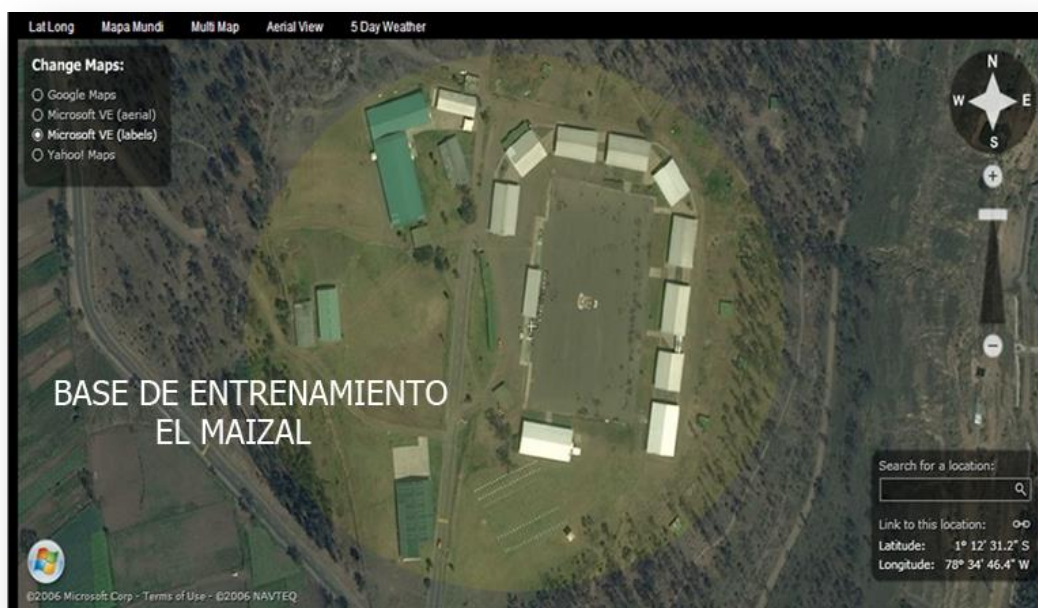 Lat Long Mapa Mundi Multi Map Aerial View 5 Day Weather
Change Maps:
Google Maps
Microsoft VE (aerial)
Microsoft VE (labels)
Yahoo! Maps
N
W E
S
BASE DE ENTRENAMIENTO
EL MAIZAL
Search for a location:
Link to this location:
Latitude: 1° 12' 31.2" S
Longitude: 78° 34' 46.4" W
©2006 Microsoft Corp - Terms of Use - ©2006 NAVTEQ